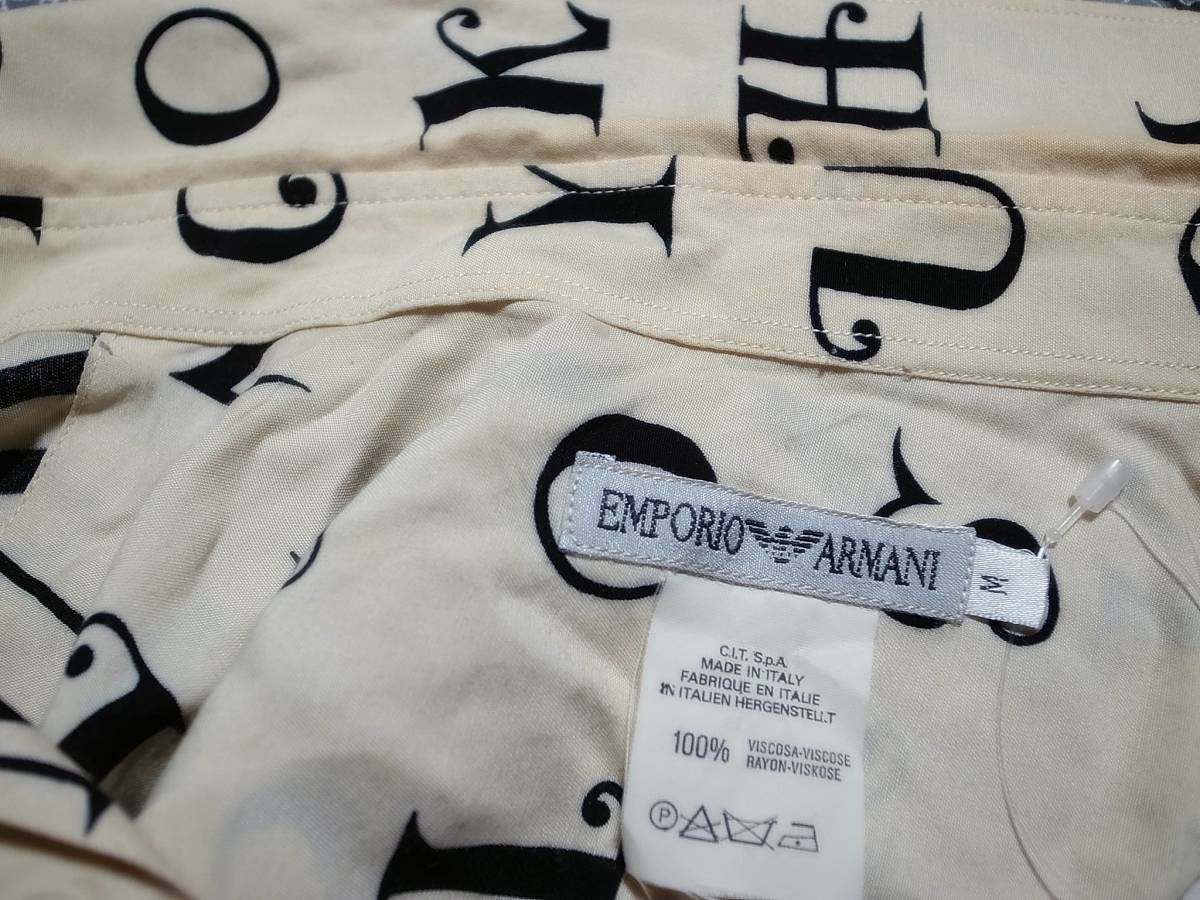 O K H
G Y U
EMPORIO ARMANI
M
C.I.T. S.p.A.
MADE IN ITALY
FABRIQUE EN ITALIE
IN ITALIEN HERGENSTELLT
100% VISCOSA-VISCOSE
RAYON-VISKOSE
P